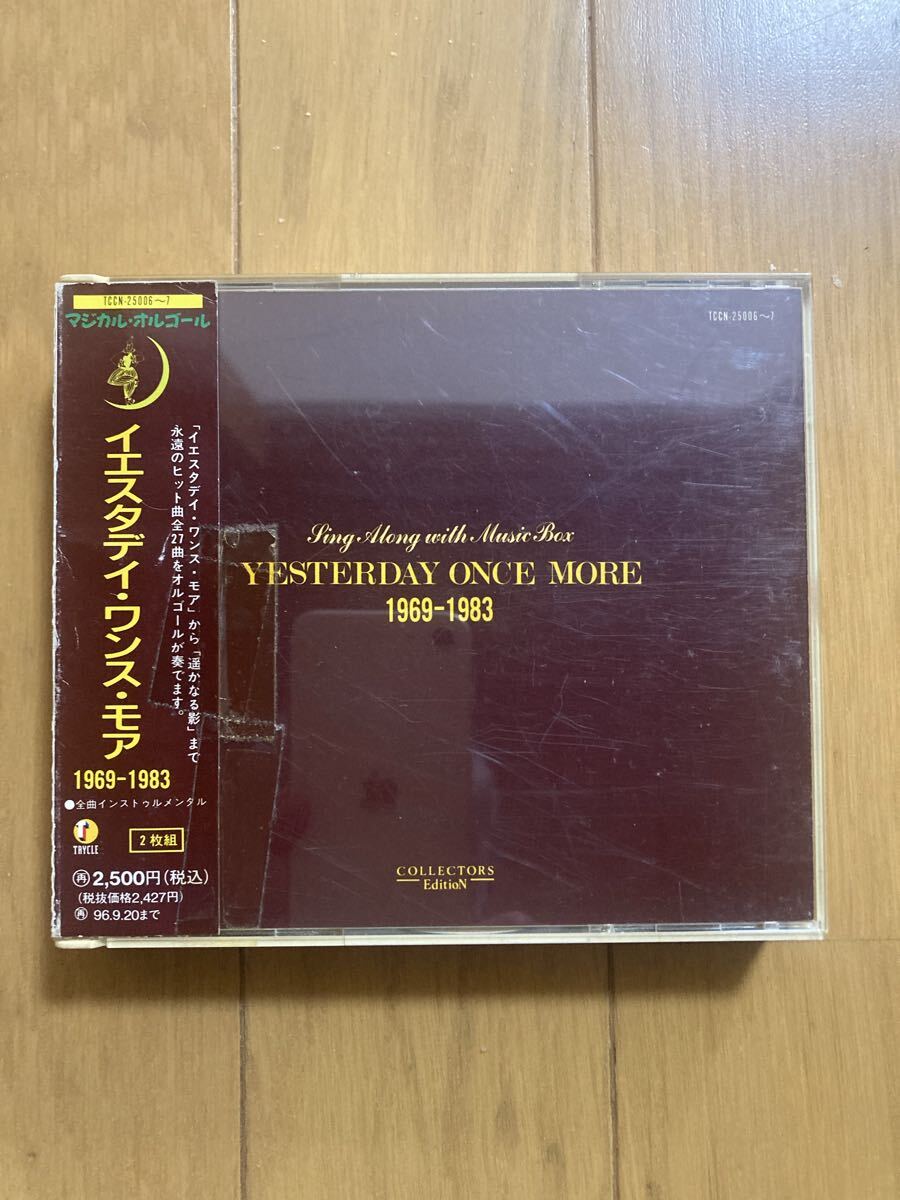 TCCN-25006〜7
マジカル・オルゴール
イエスタデイ・ワンス・モア
1969-1983
「イエスタデイ・ワンス・モア」から「遥かなる影」まで
永遠のヒット曲全27曲をオルゴールが奏でます。
●全曲インストゥルメンタル
TRYCLE
2枚組
再2,500円(税込)
(税抜価格2,427円)
再96.9.20まで
TCCN-25006〜7
Sing Along with Music Box
YESTERDAY ONCE MORE
1969-1983
COLLECTORS
EditioN